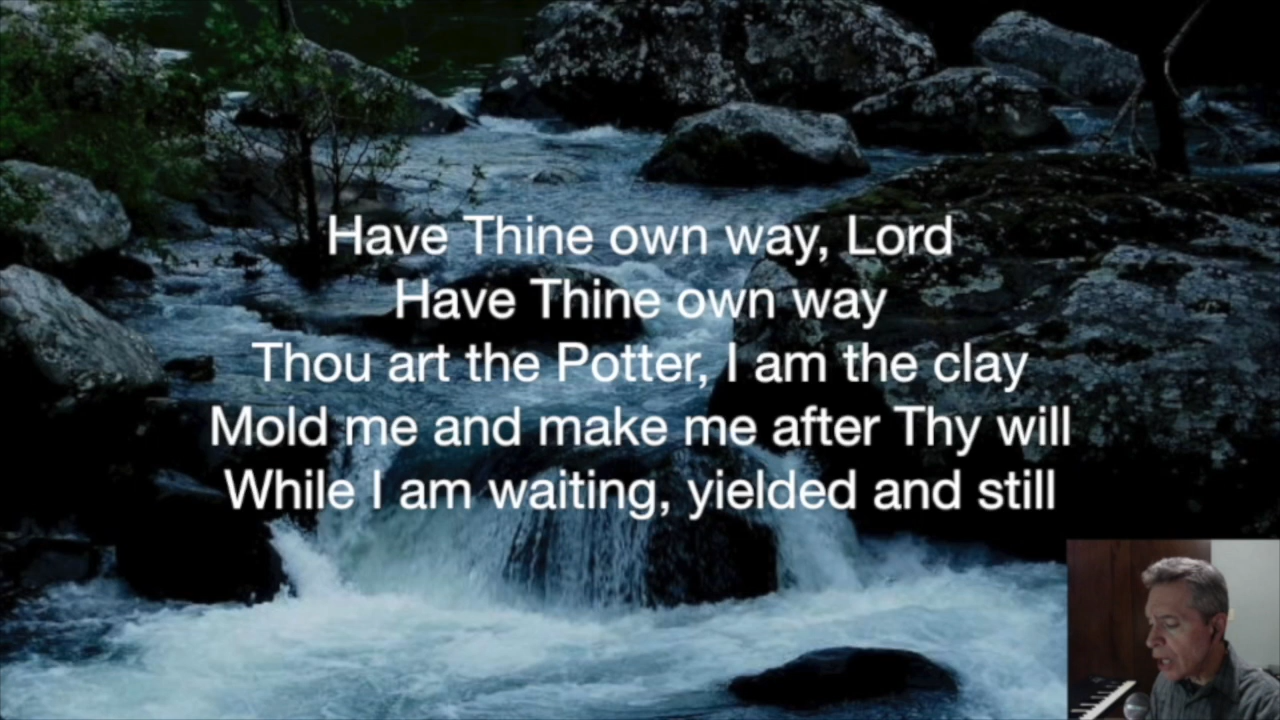 Have Thine own way, Lord
Have Thine own way
Thou art the Potter, I am the clay
Mold me and make me after Thy will
While I am waiting, yielded and still